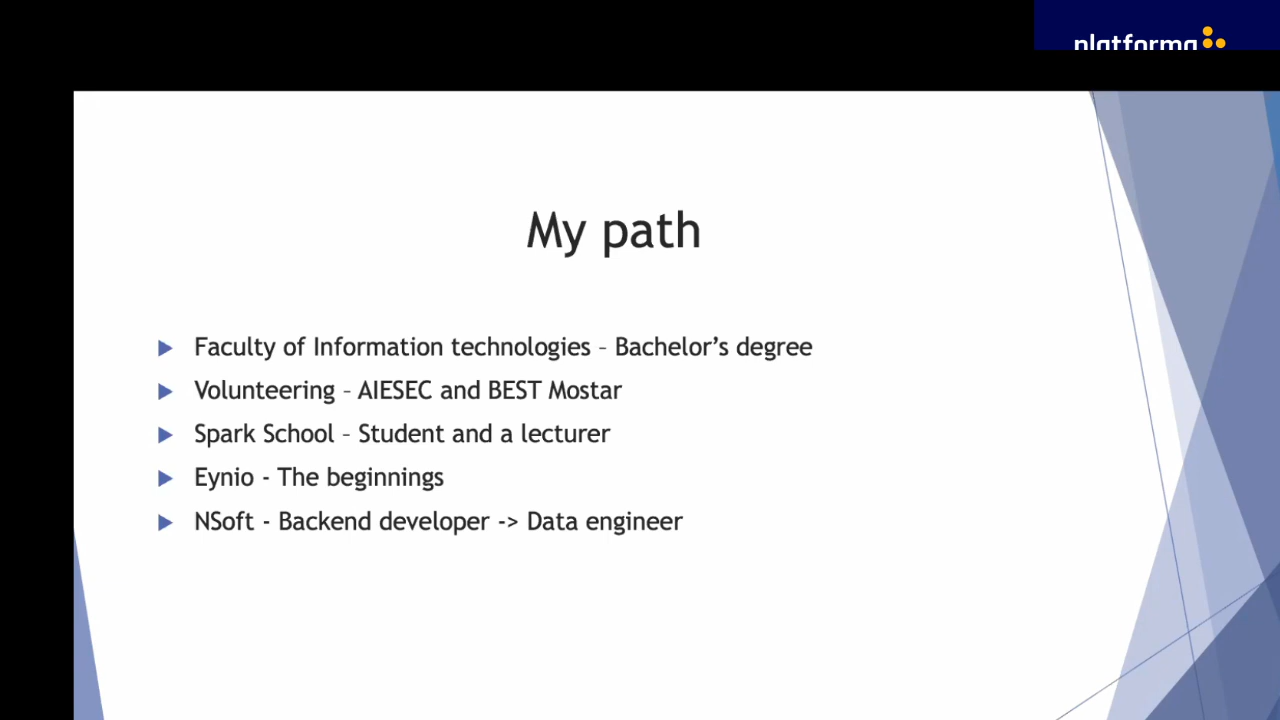 platforma
My path
Faculty of Information technologies – Bachelor’s degree
Volunteering – AIESEC and BEST Mostar
Spark School – Student and a lecturer
Eynio - The beginnings
NSoft - Backend developer -> Data engineer